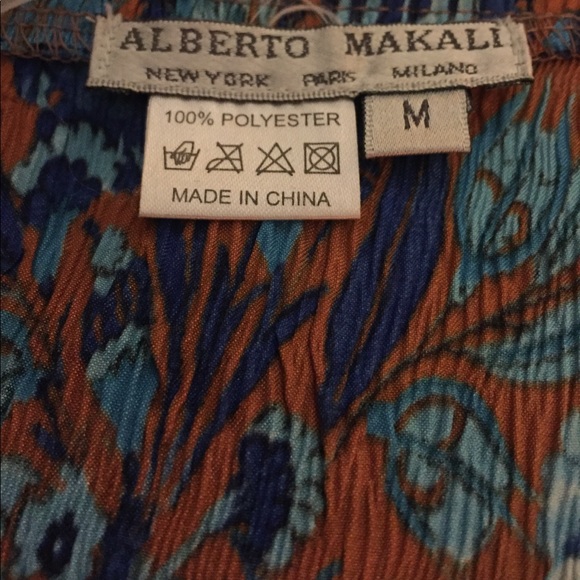 ALBERTO MAKALI
NEW YORK PARIS MILANO
M
100% POLYESTER
MADE IN CHINA